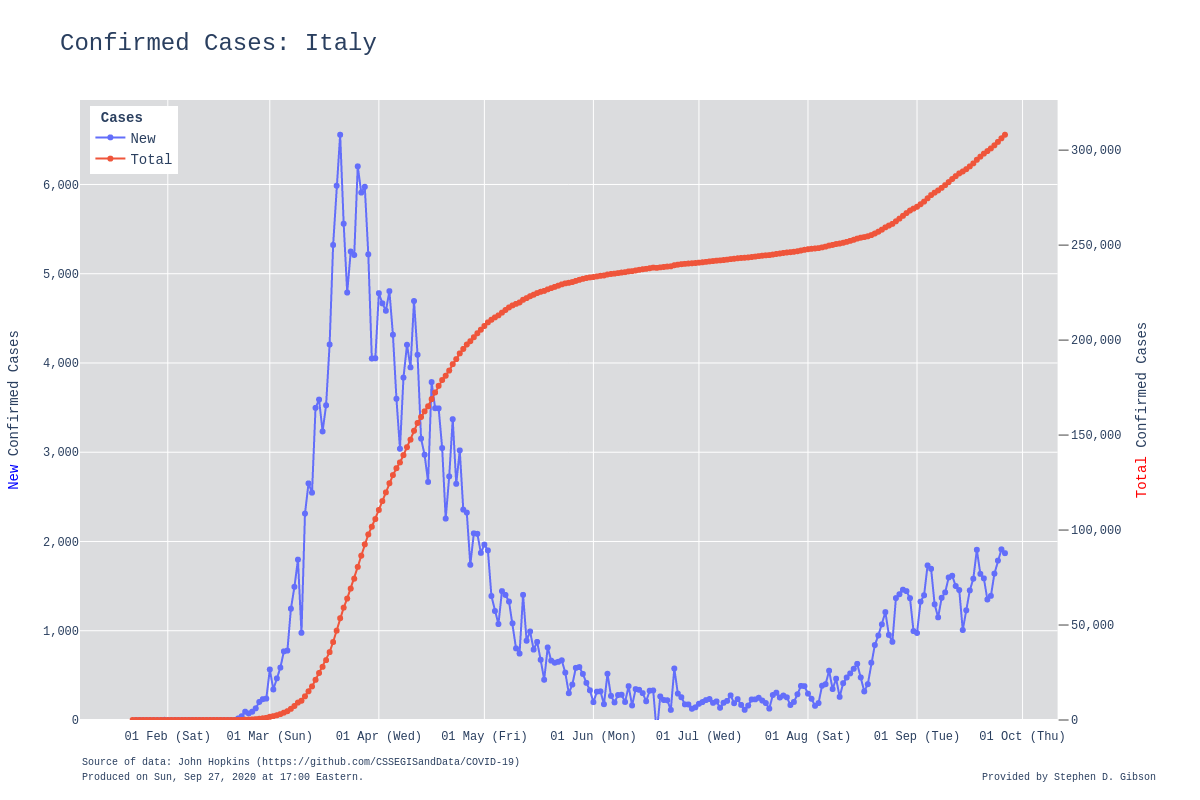 Confirmed Cases: Italy
Cases
New
Total
6,000
5,000
4,000
3,000
2,000
1,000
0
New Confirmed Cases
300,000
250,000
200,000
150,000
100,000
50,000
0
Total Confirmed Cases
01 Feb (Sat) 01 Mar (Sun) 01 Apr (Wed) 01 May (Fri) 01 Jun (Mon) 01 Jul (Wed) 01 Aug (Sat) 01 Sep (Tue) 01 Oct (Thu)
Source of data: John Hopkins (https://github.com/CSSEGISandData/COVID-19)
Produced on Sun, Sep 27, 2020 at 17:00 Eastern.
Provided by Stephen D. Gibson